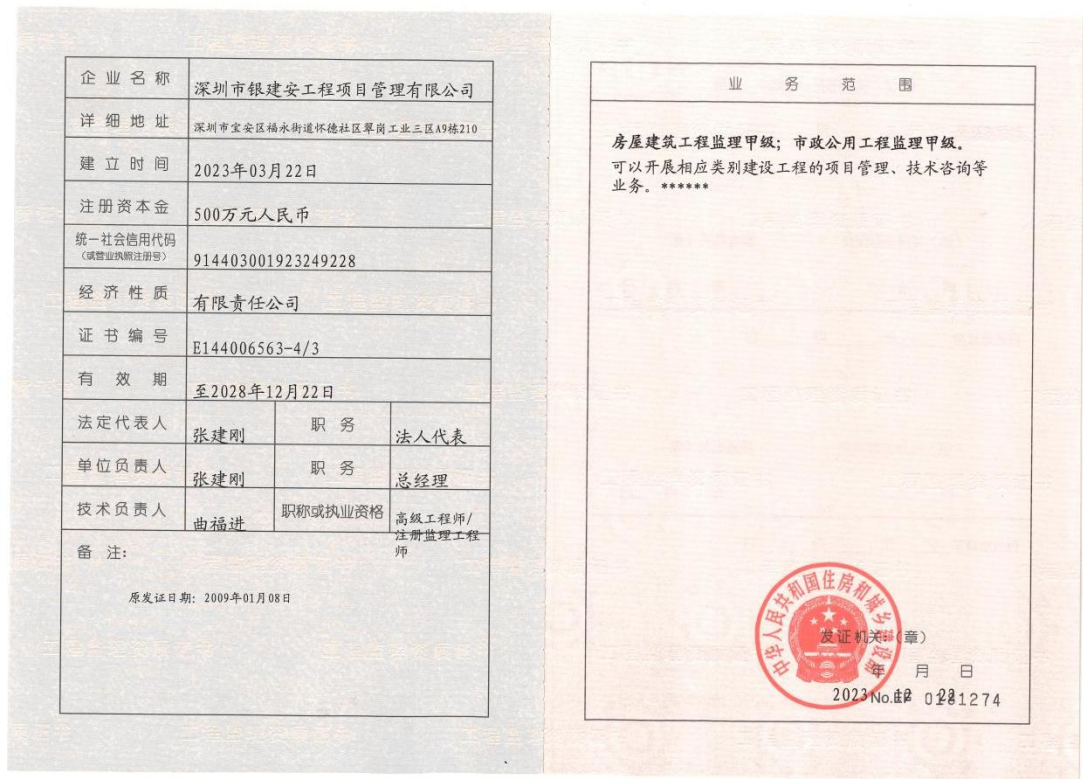 企业名称 深圳市银建安工程项目管理有限公司
详细地址 深圳市宝安区福永街道怀德社区翠岗工业三区A9栋210
建立时间 2023年03月22日
注册资本金 500万元人民币
统一社会信用代码
（或营业执照注册号） 914403001923249228
经济性质 有限责任公司
证书编号 E144006563-4/3
有效期 至2028年12月22日
法定代表人 张建刚 职务 法人代表
单位负责人 张建刚 职务 总经理
技术负责人 曲福进 职称或执业资格 高级工程师/
注册监理工程
师
备注:
原发证日期: 2009年01月08日
业务范围
房屋建筑工程监理甲级; 市政公用工程监理甲级。
可以开展相应类别建设工程的项目管理、技术咨询等
业务。******
中华人民共和国住房和城乡建设部
发证机关:(章)
年 月 日
2023 12 22
No.EF 0181274